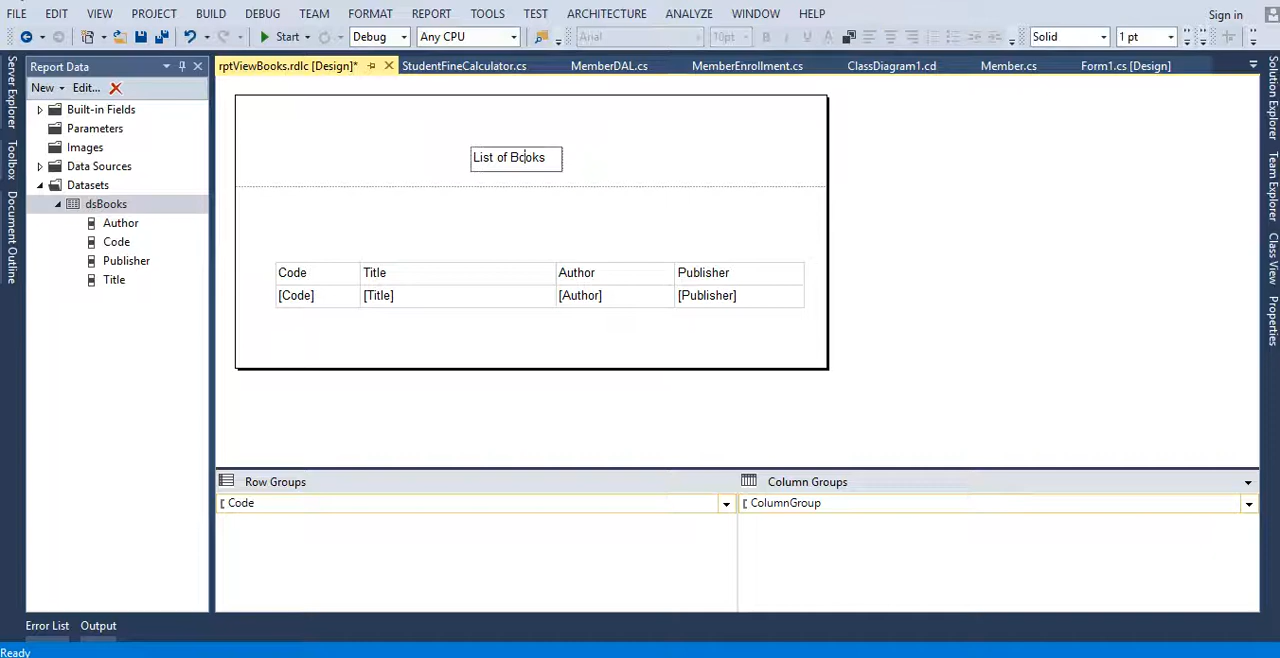 FILE EDIT VIEW PROJECT BUILD DEBUG TEAM FORMAT REPORT TOOLS TEST ARCHITECTURE ANALYZE WINDOW HELP Sign in
Start Debug Any CPU Arial 10pt B I U A Solid 1 pt
Server Explorer
Toolbox
Document Outline
Report Data
New Edit...
Built-in Fields
Parameters
Images
Data Sources
Datasets
dsBooks
Author
Code
Publisher
Title
rptViewBooks.rdlc [Design]* StudentFineCalculator.cs MemberDAL.cs MemberEnrollment.cs ClassDiagram1.cd Member.cs Form1.cs [Design]
List of Books
Code Title Author Publisher
[Code] [Title] [Author] [Publisher]
Row Groups Column Groups
[ Code [ ColumnGroup
Solution Explorer
Team Explorer
Class View
Properties
Error List Output
Ready